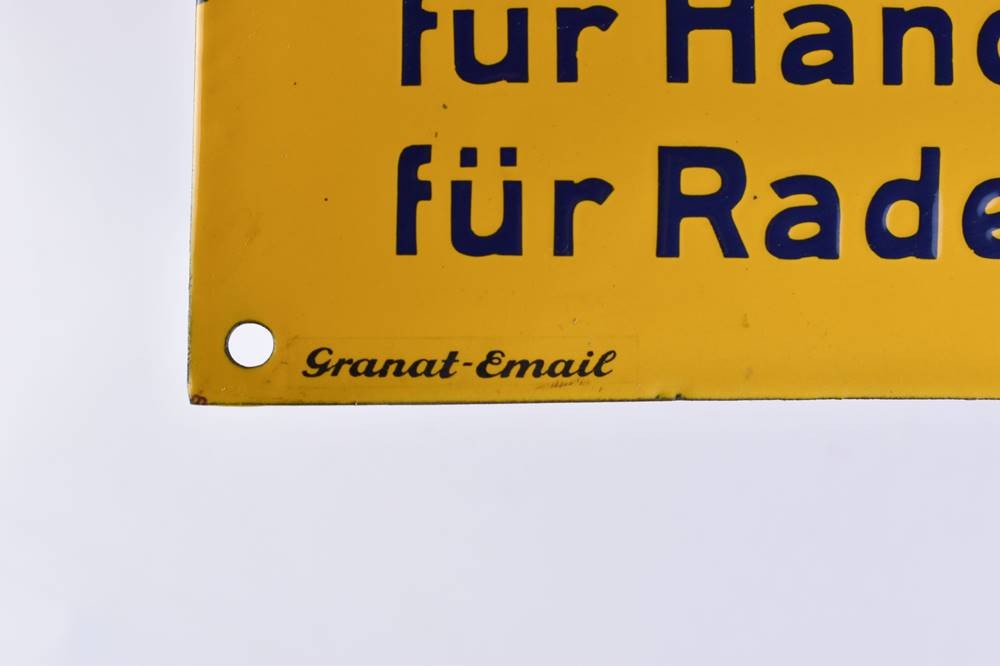 für Hand
für Rade
Granat-Email